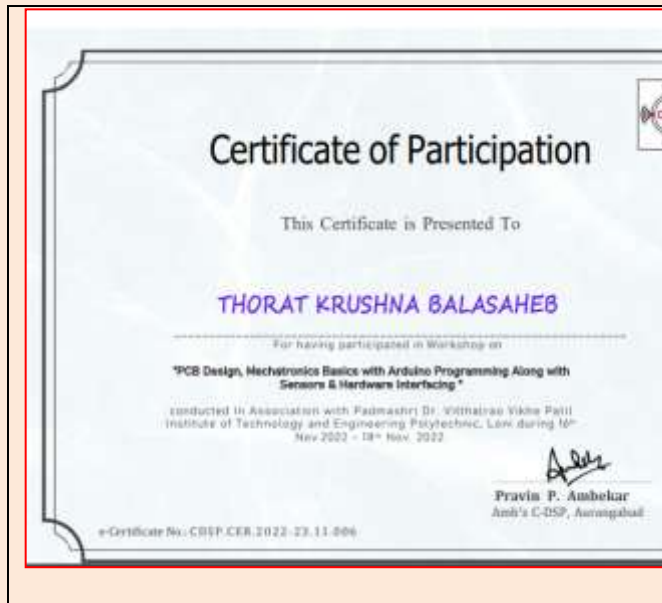 Certificate of Participation
This Certificate is Presented To
THORAT KRUSHNA BALASAHEB
For having participated in Workshop on
"PCB Design, Mechatronics Basics with Arduino Programming Along with
Sensors & Hardware Interfacing "
conducted in Association with Padmashri Dr. Vitthalrao Vikhe Patil
Institute of Technology and Engineering Polytechnic, Loni during 16th
Nov 2022 - 18th Nov. 2022
Pravin P. Ambekar
Amb's C-DSP, Aurangabad
e-Certificate No.: CDSP.CER.2022-23.11-006